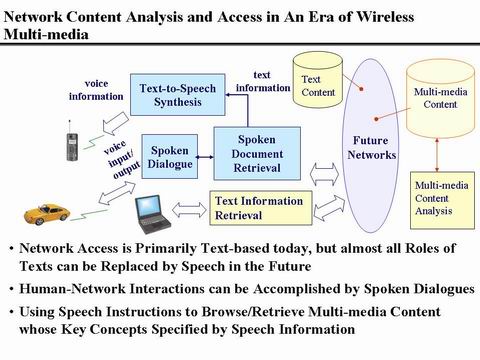 Network Content Analysis and Access in An Era of Wireless
Multi-media
voice
information
Text-to-Speech
Synthesis
text
information
Text
Content
Multi-media
Content
voice
input/
output
Spoken
Dialogue
Spoken
Document
Retrieval
Future
Networks
Text Information
Retrieval
Multi-media
Content
Analysis
• Network Access is Primarily Text-based today, but almost all Roles of
Texts can be Replaced by Speech in the Future
• Human-Network Interactions can be Accomplished by Spoken Dialogues
• Using Speech Instructions to Browse/Retrieve Multi-media Content
whose Key Concepts Specified by Speech Information